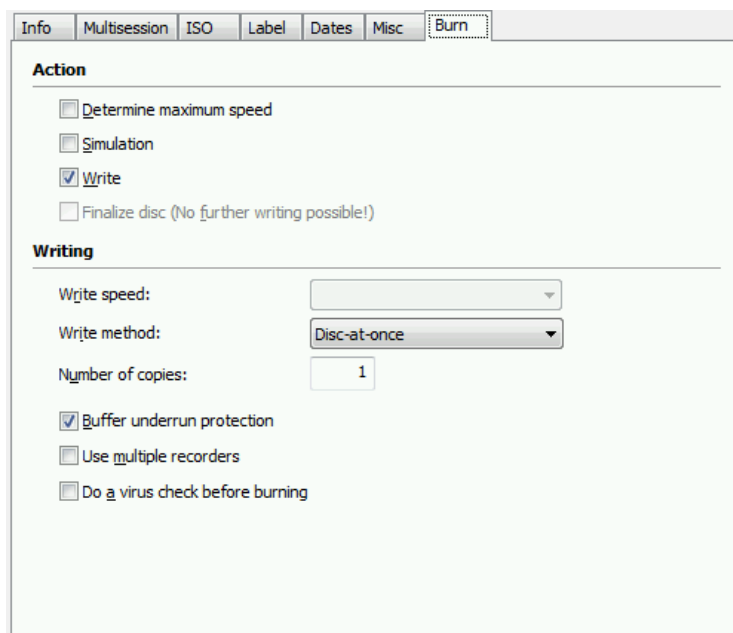 Info Multisession ISO Label Dates Misc Burn
Action
Determine maximum speed
Simulation
Write
Finalize disc (No further writing possible!)
Writing
Write speed:
Write method: Disc-at-once
Number of copies: 1
Buffer underrun protection
Use multiple recorders
Do a virus check before burning